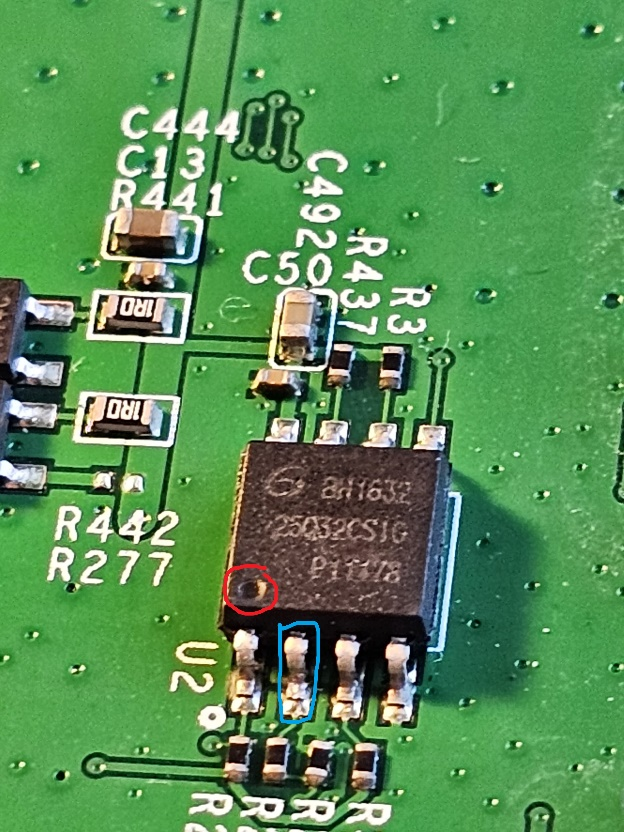 C444
C13
R441
C492
R437
R3
C50
1R0
1R0
BH1632
25Q32CSIG
P1T178
R442
R277
U2